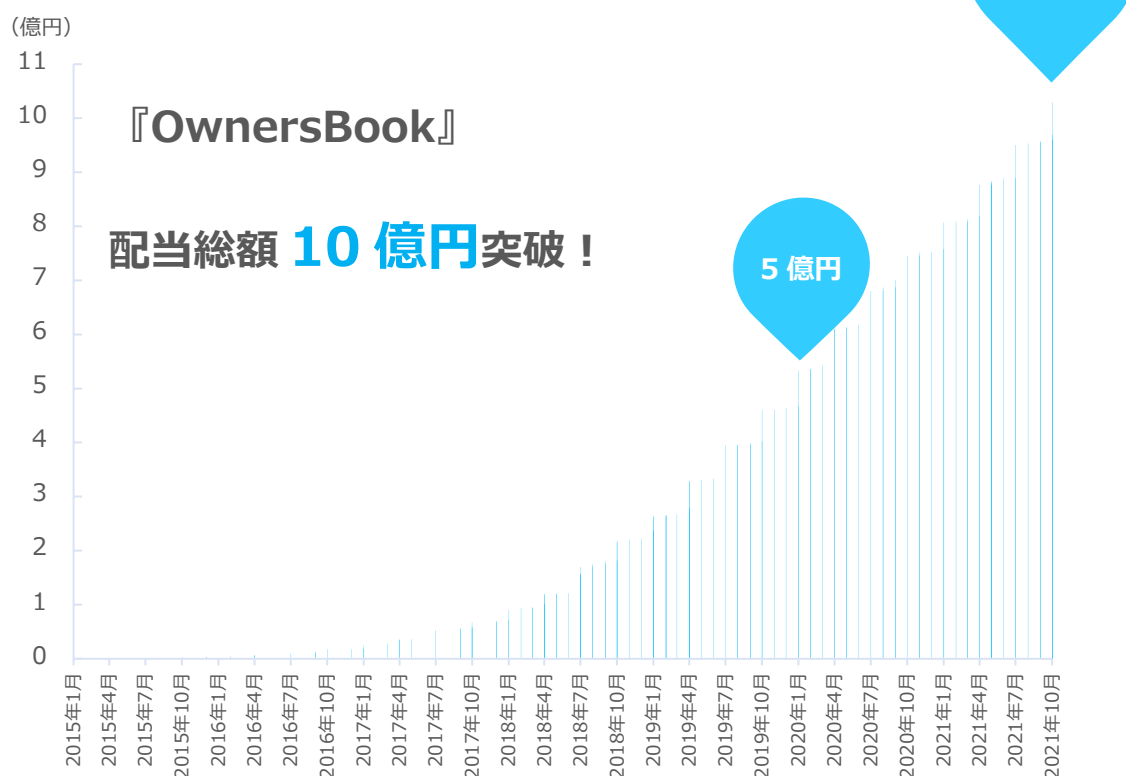 （億円）
11
10
9
8
7
6
5
4
3
2
1
0
『OwnersBook』
配当総額 10 億円突破！
5 億円
2015年1月
2015年4月
2015年7月
2015年10月
2016年1月
2016年4月
2016年7月
2016年10月
2017年1月
2017年4月
2017年7月
2017年10月
2018年1月
2018年4月
2018年7月
2018年10月
2019年1月
2019年4月
2019年7月
2019年10月
2020年1月
2020年4月
2020年7月
2020年10月
2021年1月
2021年4月
2021年7月
2021年10月